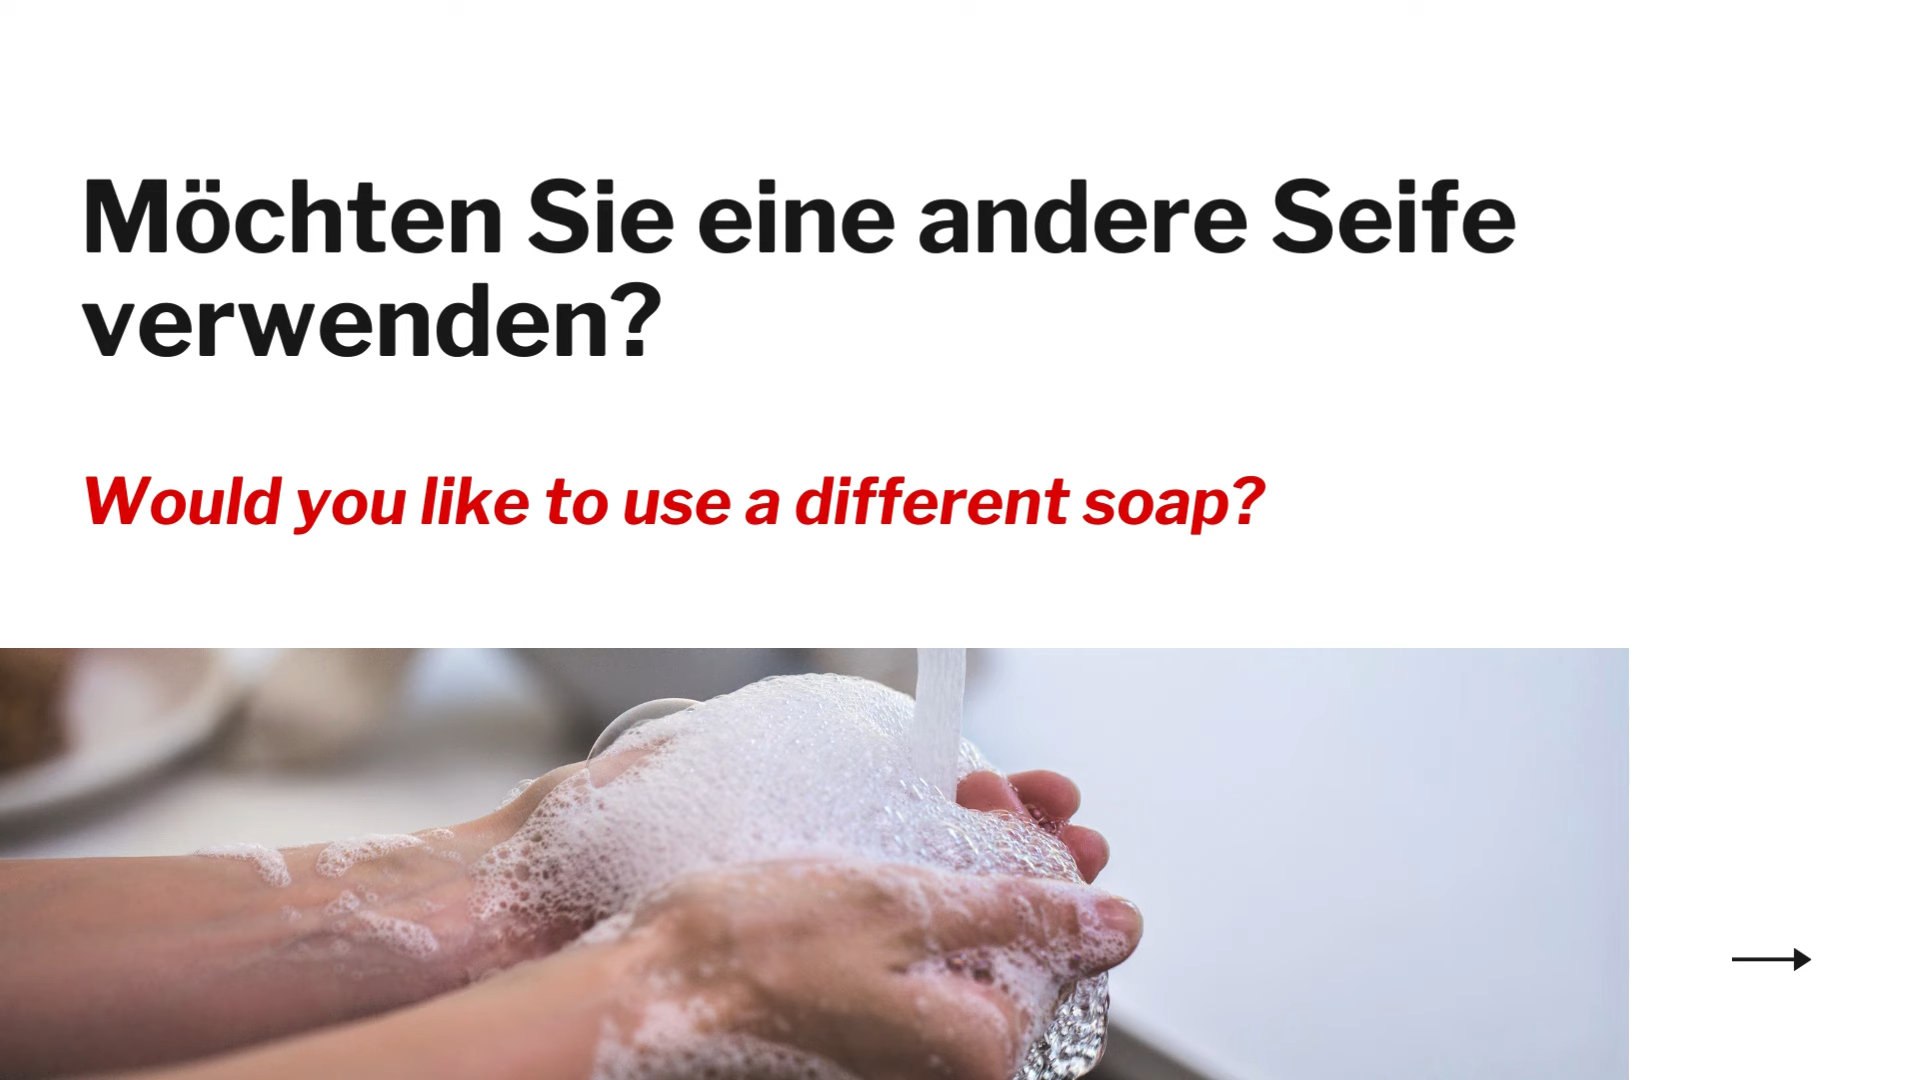 Möchten Sie eine andere Seife
verwenden?
Would you like to use a different soap?